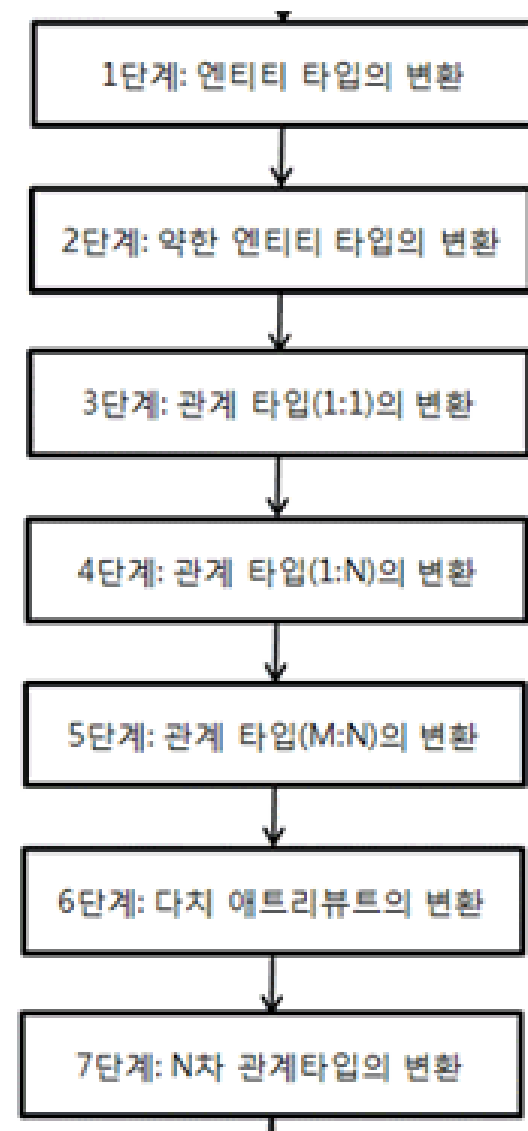 1단계: 엔티티 타입의 변환
2단계: 약한 엔티티 타입의 변환
3단계: 관계 타입(1:1)의 변환
4단계: 관계 타입(1:N)의 변환
5단계: 관계 타입(M:N)의 변환
6단계: 다치 애트리뷰트의 변환
7단계: N차 관계타입의 변환